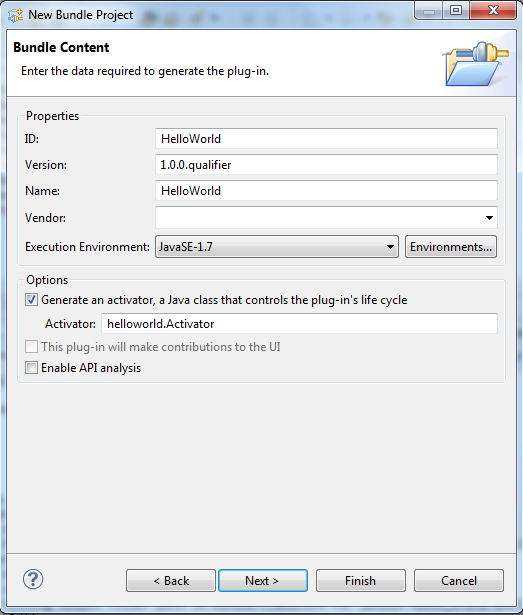 New Bundle Project
Bundle Content
Enter the data required to generate the plug-in.
Properties
ID: HelloWorld
Version: 1.0.0.qualifier
Name: HelloWorld
Vendor:
Execution Environment: JavaSE-1.7 Environments...
Options
Generate an activator, a Java class that controls the plug-in's life cycle
Activator: helloworld.Activator
This plug-in will make contributions to the UI
Enable API analysis
? < Back Next > Finish Cancel